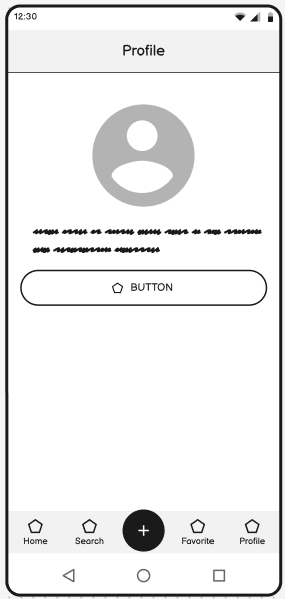 12:30
Profile
BUTTON
+
Home Search Favorite Profile